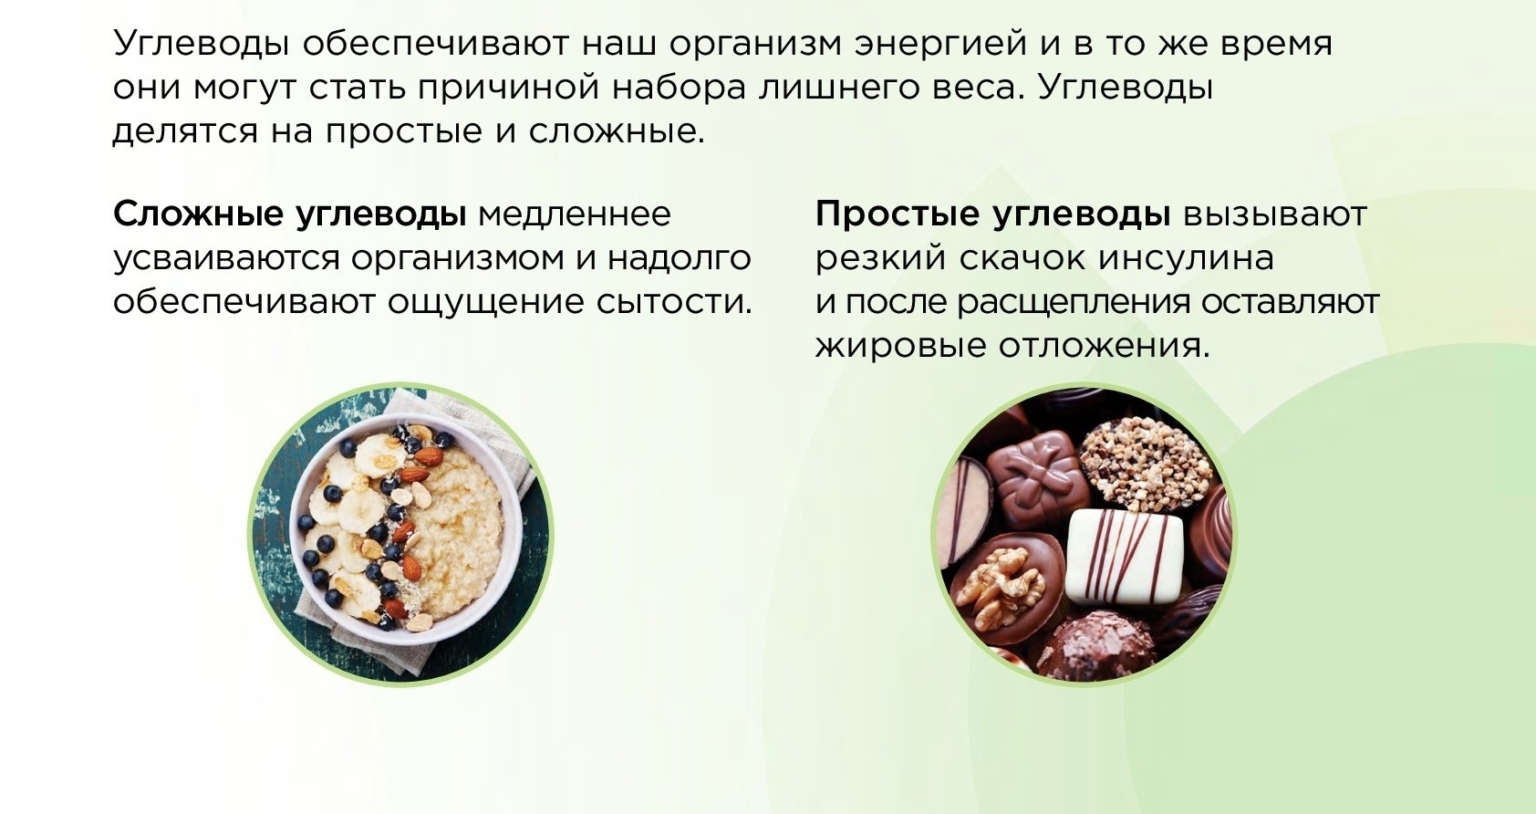 Углеводы обеспечивают наш организм энергией и в то же время
они могут стать причиной набора лишнего веса. Углеводы
делятся на простые и сложные.
Сложные углеводы медленнее
усваиваются организмом и надолго
обеспечивают ощущение сытости.
Простые углеводы вызывают
резкий скачок инсулина
и после расщепления оставляют
жировые отложения.